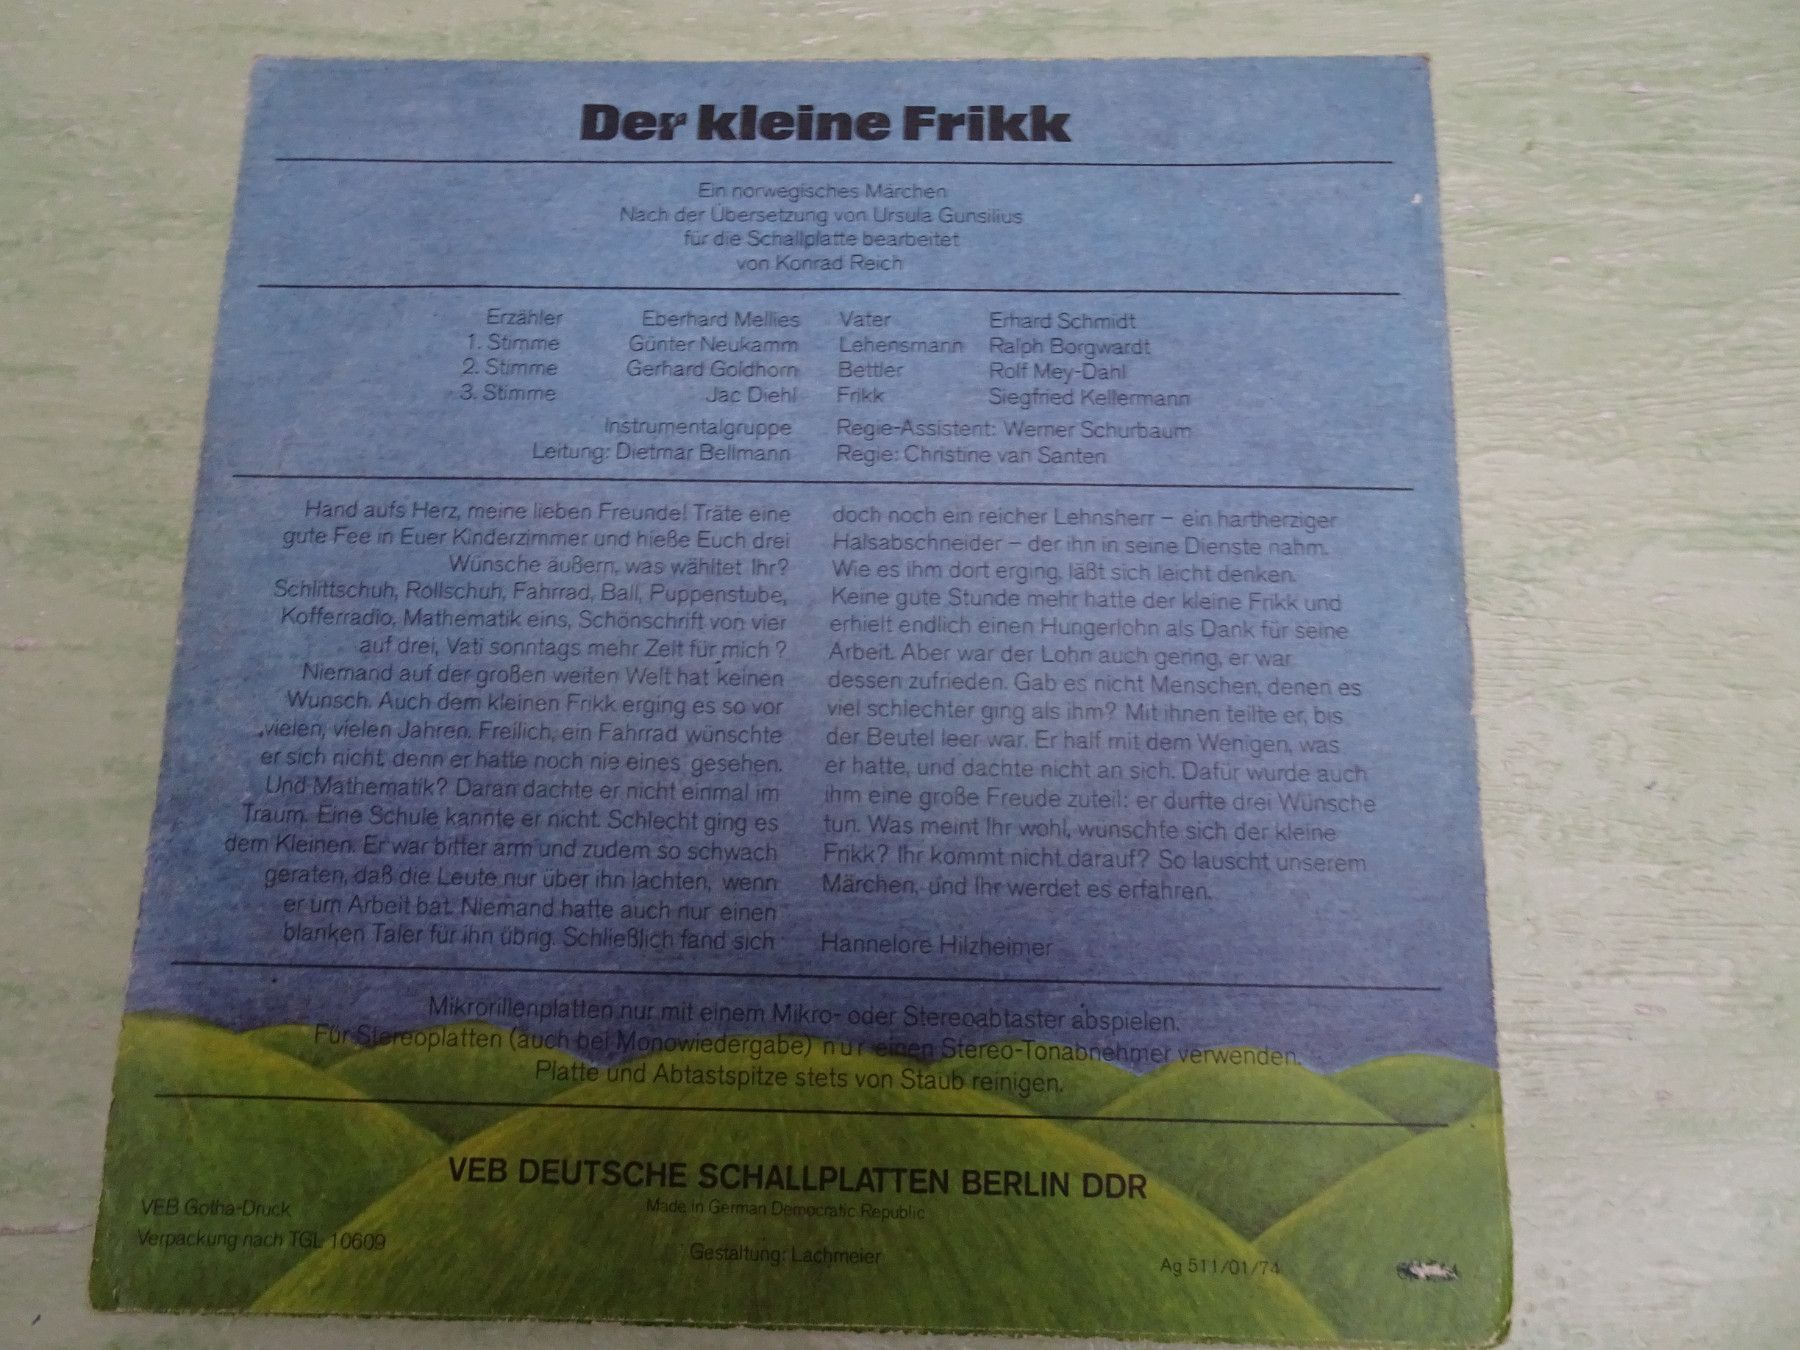 Der kleine Frikk
Ein norwegisches Märchen
Nach der Übersetzung von Ursula Gunsilius
für die Schallplatte bearbeitet
von Konrad Reich
Erzähler Eberhard Mellies Vater Erhard Schmidt
1. Stimme Günter Neukamm Lehensmann Ralph Borgwardt
2. Stimme Gerhard Goldhorn Bettler Rolf Mey-Dahl
3. Stimme Jac Diehl Frikk Siegfried Kellermann
Instrumentalgruppe Regie-Assistent: Werner Schurbaum
Leitung: Dietmar Bellmann Regie: Christine van Santen
Hand aufs Herz, meine lieben Freunde! Träte eine
gute Fee in Euer Kinderzimmer und hieße Euch drei
Wünsche äußern, was wähltet Ihr?
Schlittschuh, Rollschuh, Fahrrad, Ball, Puppenstube,
Kofferradio, Mathematik eins, Schönschrift von vier
auf drei, Vati sonntags mehr Zeit für mich?
Niemand auf der großen weiten Welt hat keinen
Wunsch. Auch dem kleinen Frikk erging es so vor
vielen, vielen Jahren. Freilich, ein Fahrrad wünschte
er sich nicht, denn er hatte noch nie eines gesehen.
Und Mathematik? Daran dachte er nicht einmal im
Traum. Eine Schule kannte er nicht. Schlecht ging es
dem Kleinen. Er war bitter arm und zudem so schwach
geraten, daß die Leute nur über ihn lachten, wenn
er um Arbeit bat. Niemand hatte auch nur einen
blanken Taler für ihn übrig. Schließlich fand sich
doch noch ein reicher Lehnsherr – ein hartherziger
Halsabschneider – der ihn in seine Dienste nahm.
Wie es ihm dort erging, läßt sich leicht denken.
Keine gute Stunde mehr hatte der kleine Frikk und
erhielt endlich einen Hungerlohn als Dank für seine
Arbeit. Aber war der Lohn auch gering, er war
dessen zufrieden. Gab es nicht Menschen, denen es
viel schlechter ging als ihm? Mit ihnen teilte er, bis
der Beutel leer war. Er half mit dem Wenigen, was
er hatte, und dachte nicht an sich. Dafür wurde auch
ihm eine große Freude zuteil: er durfte drei Wünsche
tun. Was meint Ihr wohl, wünschte sich der kleine
Frikk? Ihr kommt nicht darauf? So lauscht unserem
Märchen, und Ihr werdet es erfahren.
Hannelore Hilzheimer
Mikrorillenplatten nur mit einem Mikro- oder Stereoabtaster abspielen.
Für Stereoplatten (auch bei Monowiedergabe) nur einen Stereo-Tonabnehmer verwenden.
Platte und Abtastspitze stets von Staub reinigen.
VEB DEUTSCHE SCHALLPLATTEN BERLIN DDR
Made in German Democratic Republic
VEB Gotha-Druck
Verpackung nach TGL 10609
Gestaltung: Lachmeier
Ag 511/01/74